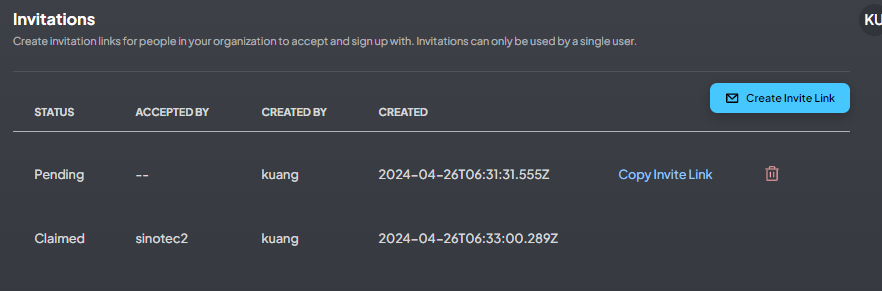 Invitations
KU
Create invitation links for people in your organization to accept and sign up with. Invitations can only be used by a single user.
Create Invite Link
STATUS ACCEPTED BY CREATED BY CREATED
Pending -- kuang 2024-04-26T06:31:31.555Z Copy Invite Link
Claimed sinotec2 kuang 2024-04-26T06:33:00.289Z